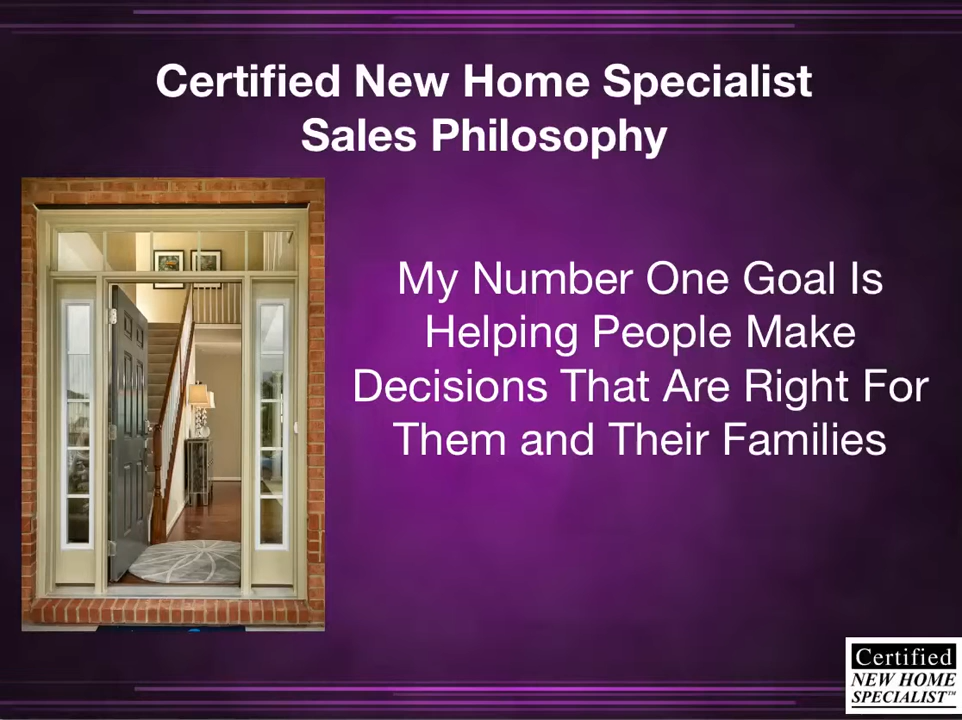 Certified New Home Specialist
Sales Philosophy
My Number One Goal Is
Helping People Make
Decisions That Are Right For
Them and Their Families
Certified
NEW HOME
SPECIALIST™